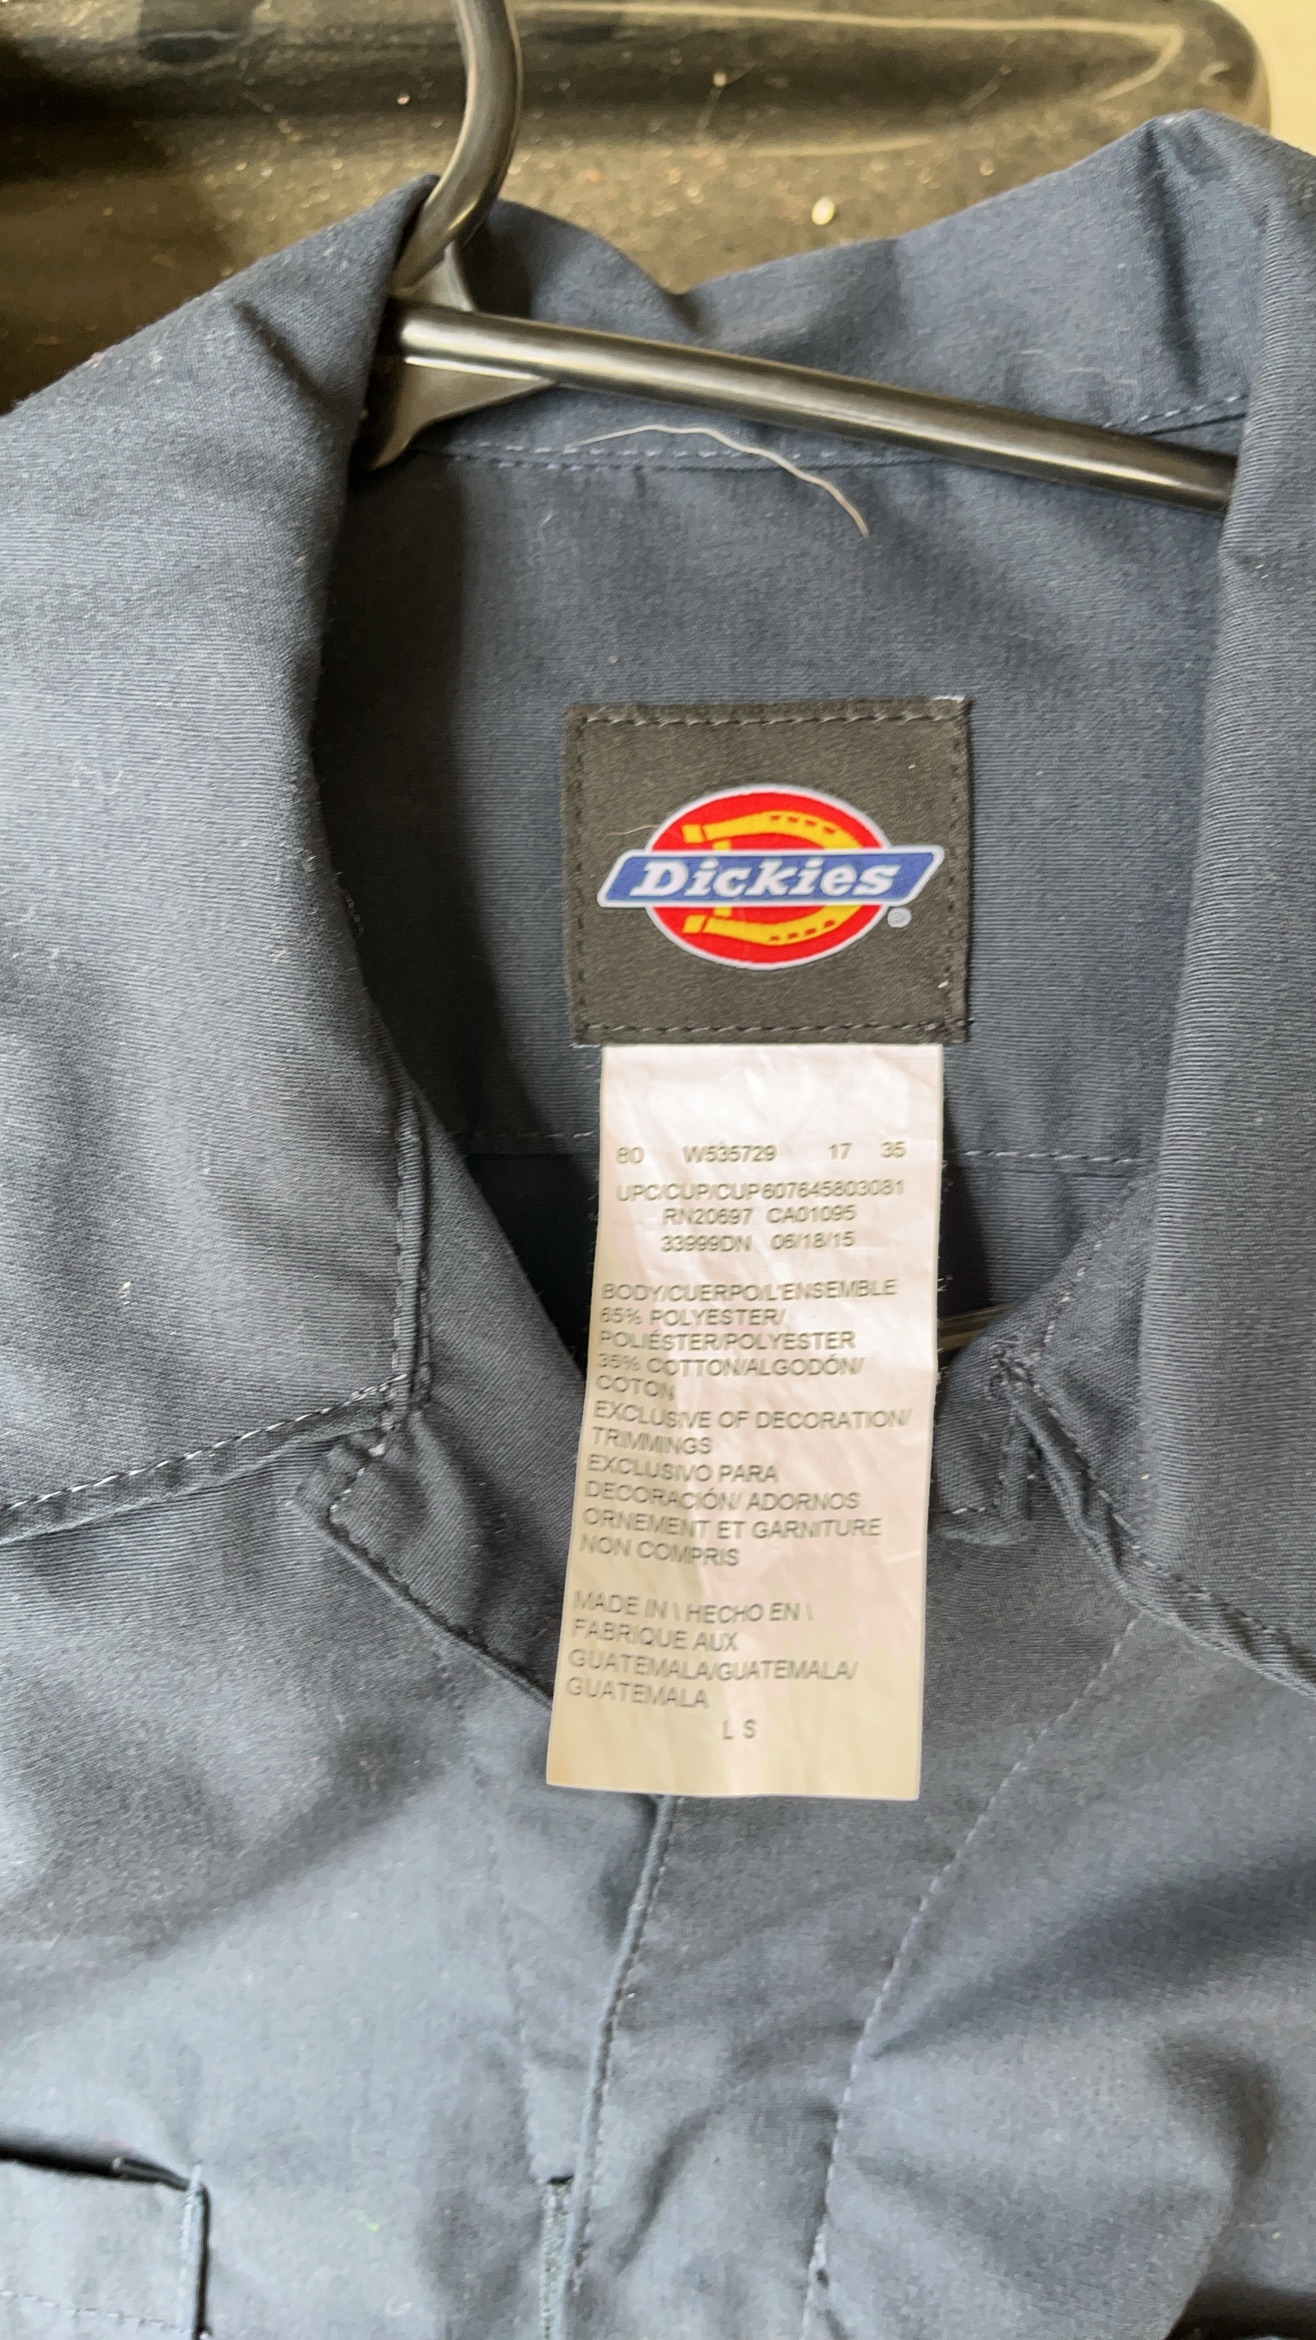 Dickies®
80 W535729 17 35
UPC/CUP/CUP607645803081
RN20697 CA01095
33999DN 06/18/15
BODY/CUERPO/L'ENSEMBLE
65% POLYESTER/
POLIÉSTER/POLYESTER
35% COTTON/ALGODÓN/
COTON
EXCLUSIVE OF DECORATION/
TRIMMINGS
EXCLUSIVO PARA
DECORACIÓN/ ADORNOS
ORNEMENT ET GARNITURE
NON COMPRIS
MADE IN \ HECHO EN \
FABRIQUE AUX
GUATEMALA/GUATEMALA/
GUATEMALA
L S